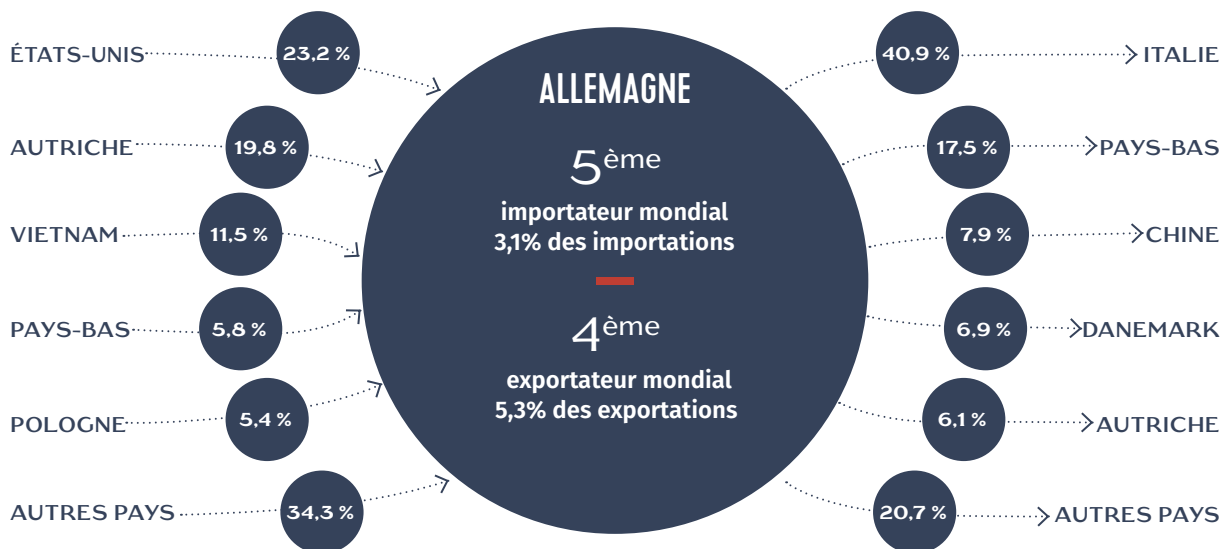 ÉTATS-UNIS 23,2 %
AUTRICHE 19,8 %
VIETNAM 11,5 %
PAYS-BAS 5,8 %
POLOGNE 5,4 %
AUTRES PAYS 34,3 %
ALLEMAGNE
5ème
importateur mondial
3,1% des importations
4ème
exportateur mondial
5,3% des exportations
40,9 % ITALIE
17,5 % PAYS-BAS
7,9 % CHINE
6,9 % DANEMARK
6,1 % AUTRICHE
20,7 % AUTRES PAYS